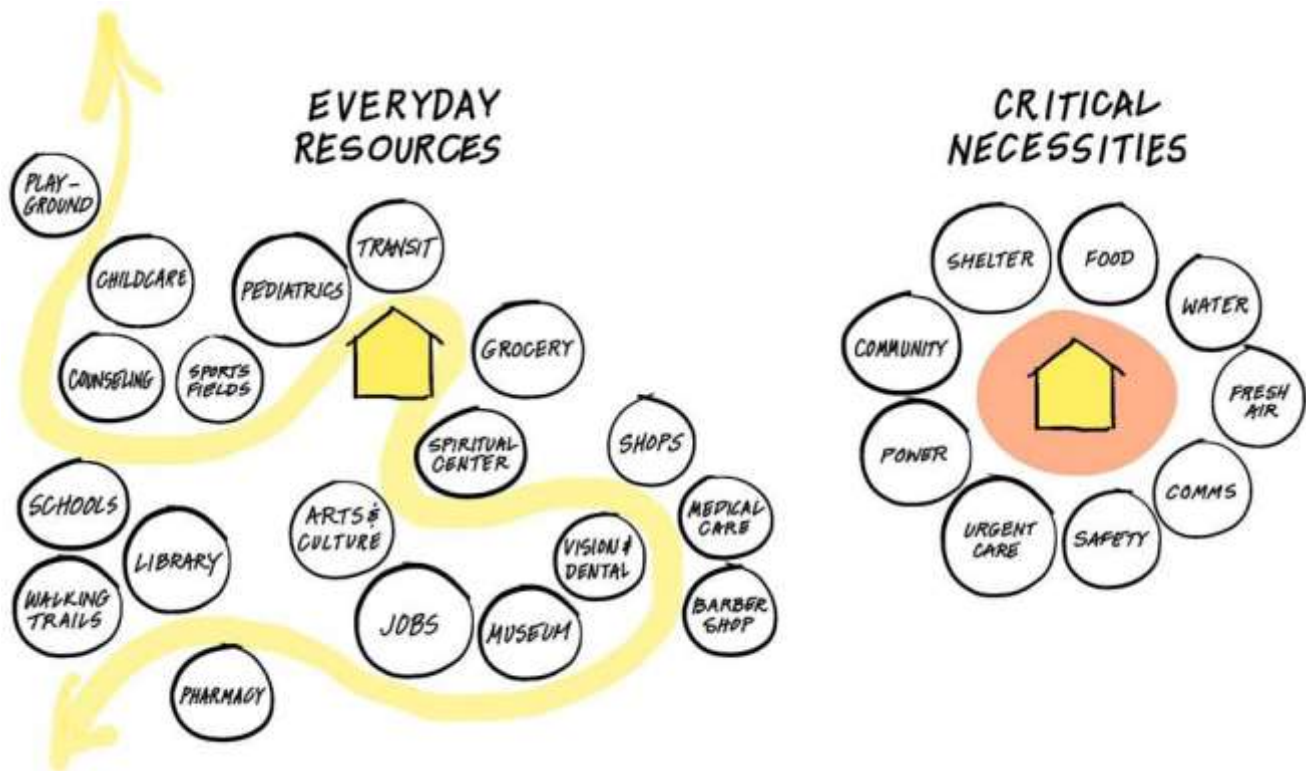 EVERYDAY
RESOURCES
PLAY-
GROUND
CHILDCARE
PEDIATRICS
TRANSIT
COUNSELING
SPORTS
FIELDS
GROCERY
SPIRITUAL
CENTER
SHOPS
SCHOOLS
LIBRARY
WALKING
TRAILS
ARTS &
CULTURE
VISION &
DENTAL
MEDICAL
CARE
JOBS
MUSEUM
BARBER
SHOP
PHARMACY
CRITICAL
NECESSITIES
SHELTER
FOOD
WATER
COMMUNITY
FRESH
AIR
POWER
COMMS
URGENT
CARE
SAFETY